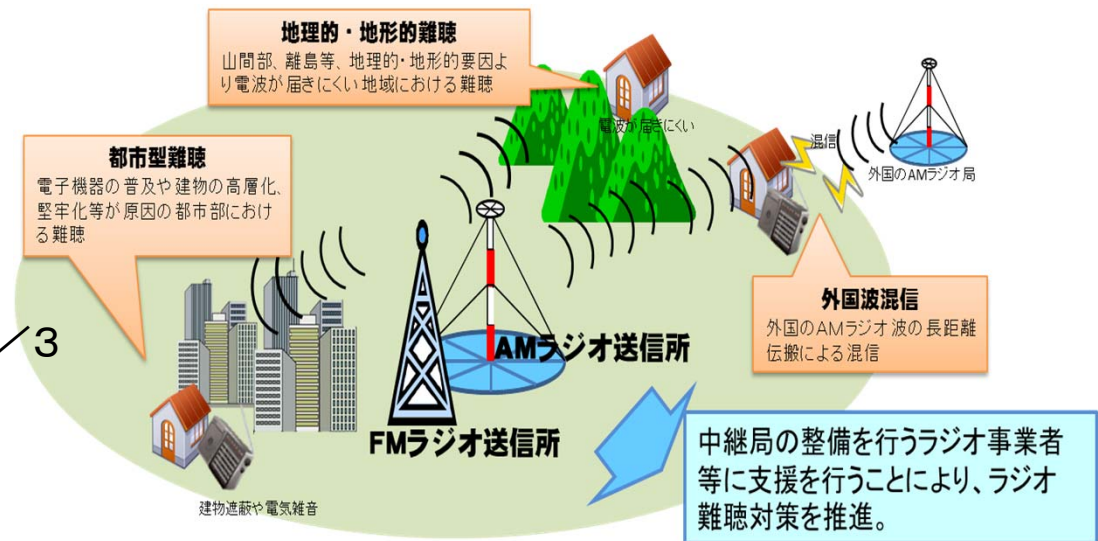 地理的・地形的難聴
山間部、離島等、地理的・地形的要因よ
り電波が届きにくい地域における難聴
電波が届きにくい
混信
外国のAMラジオ局
都市型難聴
電子機器の普及や建物の高層化、
堅牢化等が原因の都市部におけ
る難聴
外国波混信
外国のAMラジオ波の長距離
伝搬による混信
／3
AMラジオ送信所
FMラジオ送信所
建物遮蔽や電気雑音
中継局の整備を行うラジオ事業者
等に支援を行うことにより、ラジオ
難聴対策を推進。